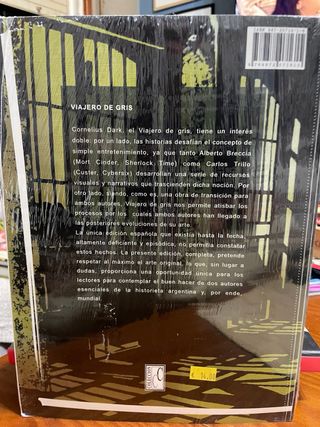 VIAJERO DE GRIS
Cornelius Dark, el Viajero de gris, tiene un interés
doble: por un lado, las historias desafían el concepto de
simple entretenimiento, ya que tanto Alberto Breccia
(Mort Cinder, Sherlock Time) como Carlos Trillo
(Custer, Cybersix) desarrollan una serie de recursos
visuales y narrativos que trascienden dicha noción. Por
otro lado, siendo, como es, una obra de transición para
ambos autores, Viajero de gris nos permite atisbar los
procesos por los cuales ambos autores han llegado a
las posteriores evoluciones de su arte.
La única edición española que existía hasta la fecha,
altamente deficiente y episódica, no permitía constatar
estos hechos. La presente edición, completa, pretende
respetar al máximo el arte original, lo que, sin lugar a
dudas, proporciona una oportunidad única para los
lectores para contemplar el buen hacer de dos autores
esenciales de la historieta argentina y, por ende,
mundial.